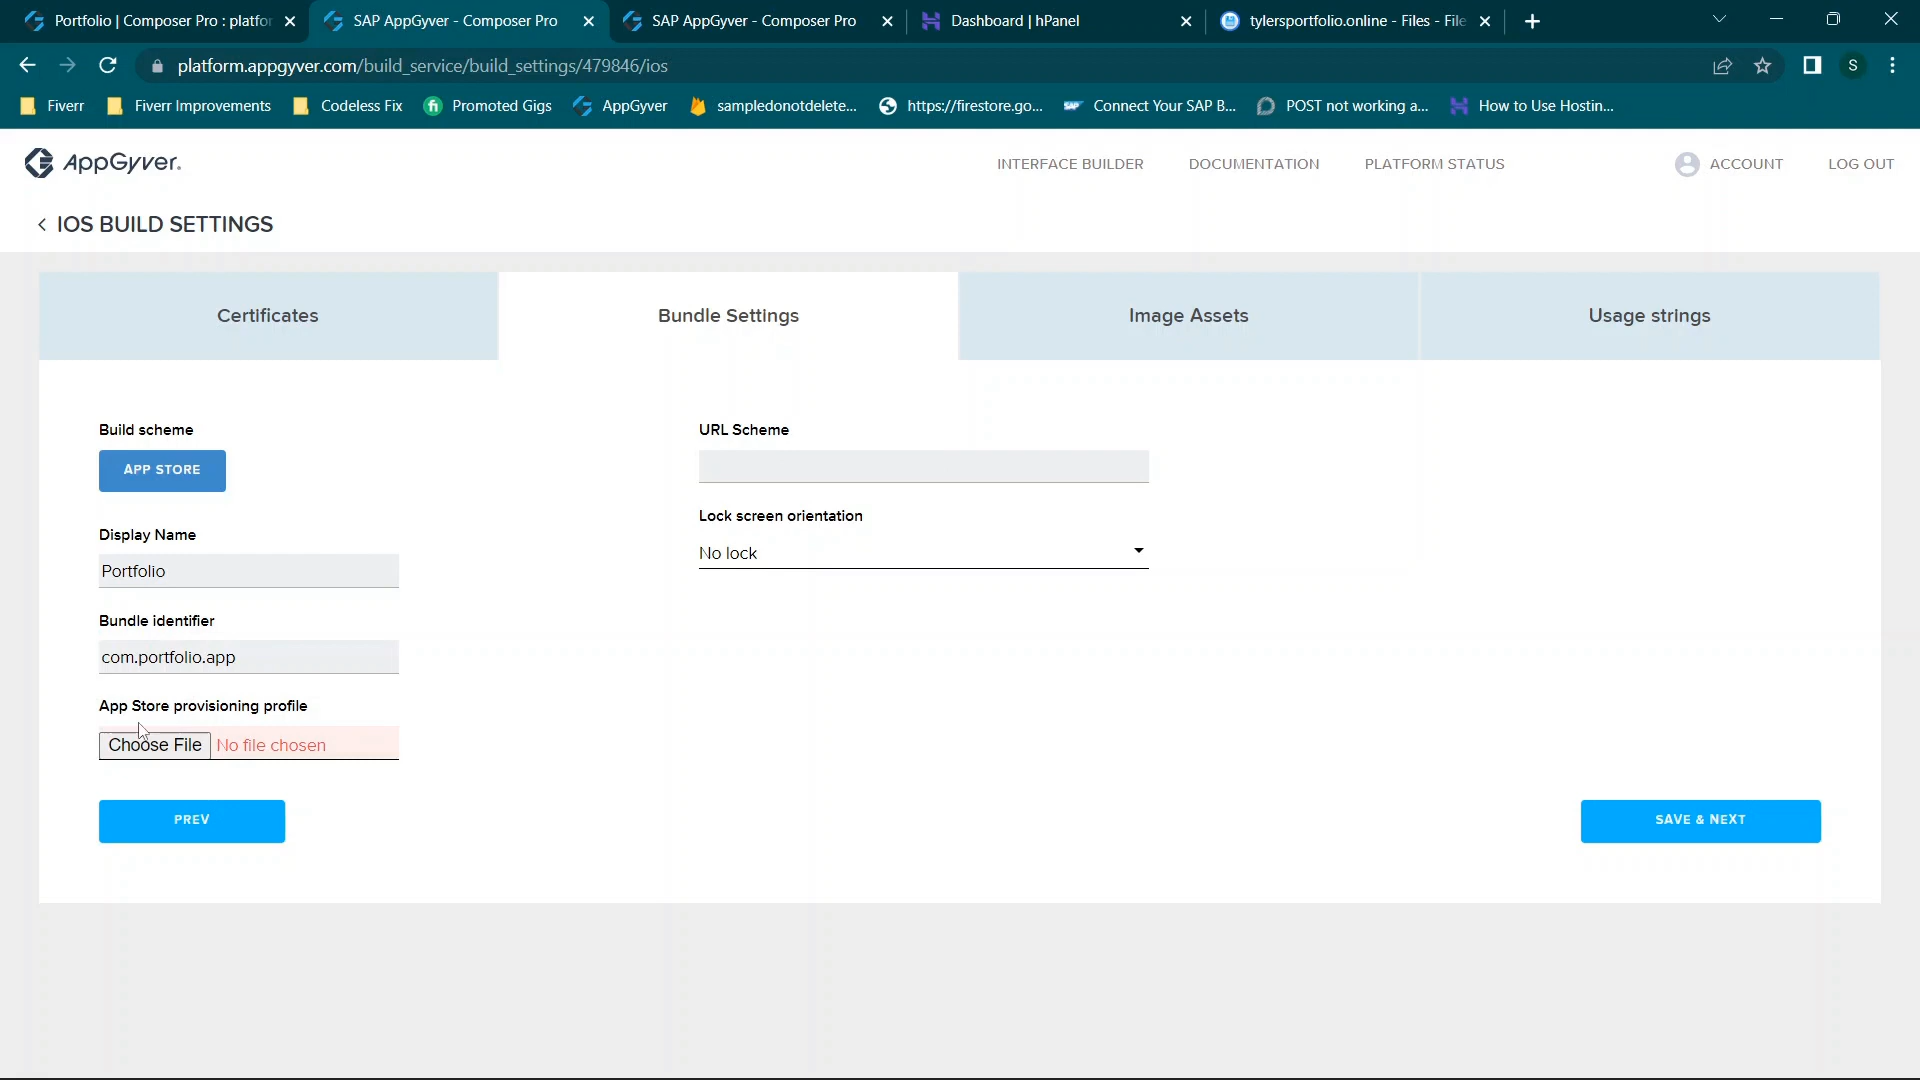 Portfolio | Composer Pro : platfor
SAP AppGyver - Composer Pro
SAP AppGyver - Composer Pro
Dashboard | hPanel
tylersportfolio.online - Files - File
platform.appgyver.com/build_service/build_settings/479846/ios
S
Fiverr
Fiverr Improvements
Codeless Fix
Promoted Gigs
AppGyver
sampledonotdelete...
https://firestore.go...
Connect Your SAP B...
POST not working a...
How to Use Hostin...
AppGyver.
INTERFACE BUILDER
DOCUMENTATION
PLATFORM STATUS
ACCOUNT
LOG OUT
< IOS BUILD SETTINGS
Certificates
Bundle Settings
Image Assets
Usage strings
Build scheme
APP STORE
Display Name
Portfolio
Bundle identifier
com.portfolio.app
App Store provisioning profile
Choose File No file chosen
URL Scheme
Lock screen orientation
No lock
PREV
SAVE & NEXT